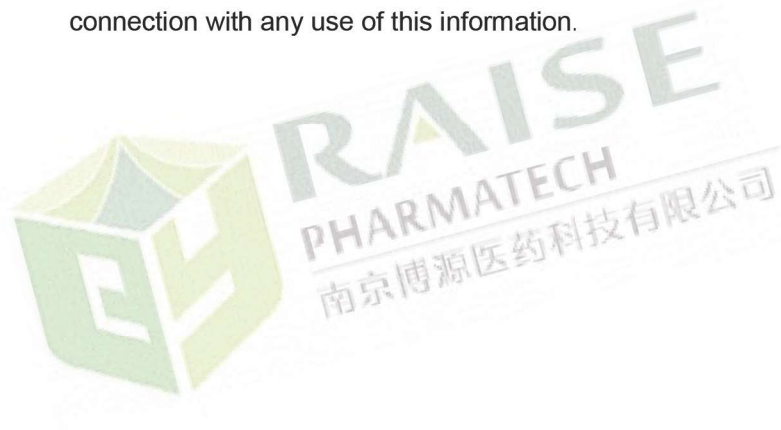 connection with any use of this information.
RAISE
PHARMATECH
南京博源医药科技有限公司